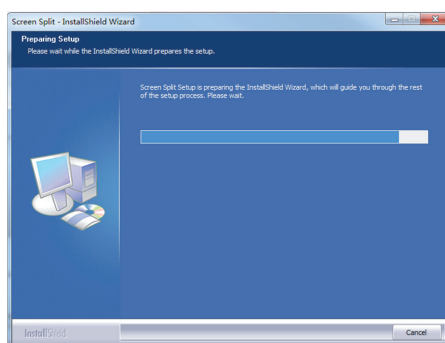 Screen Split - InstallShield Wizard
Preparing Setup
Please wait while the InstallShield Wizard prepares the setup.
Screen Split Setup is preparing the InstallShield Wizard, which will guide you through the rest
of the setup process. Please wait.
InstallShield
Cancel